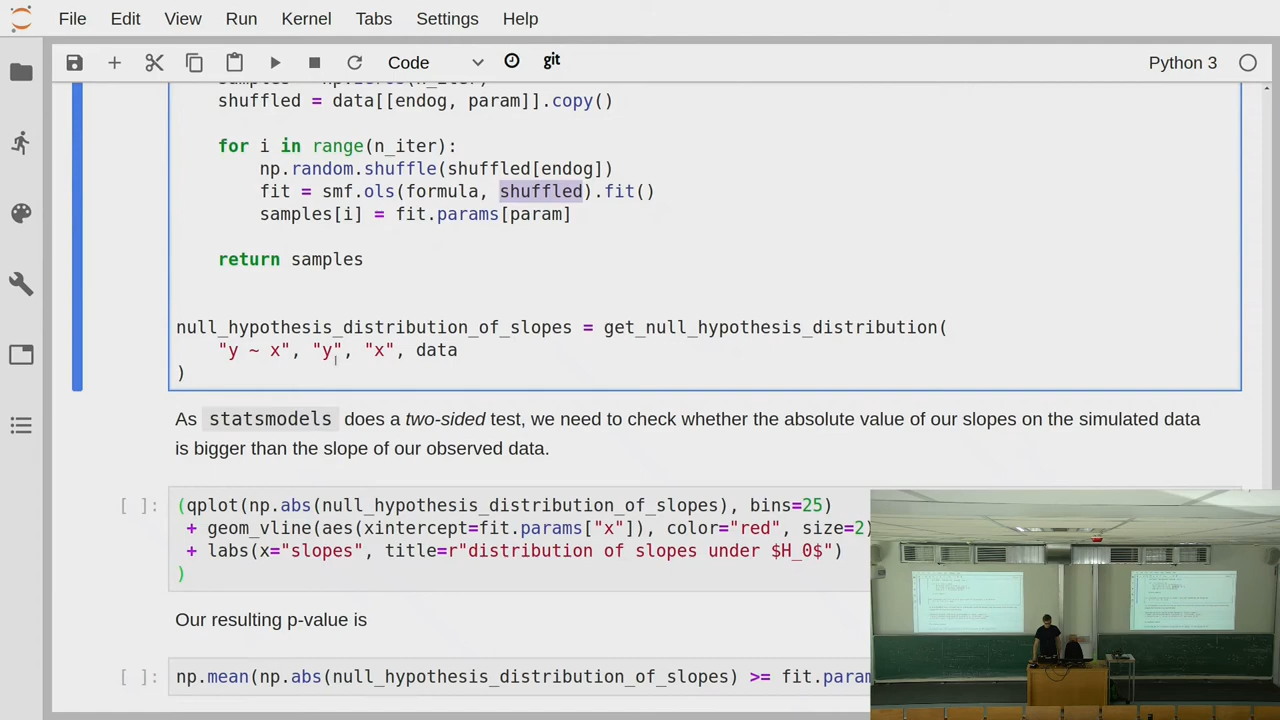 File Edit View Run Kernel Tabs Settings Help
Code git Python 3
shuffled = data[[endog, param]].copy()
for i in range(n_iter):
np.random.shuffle(shuffled[endog])
fit = smf.ols(formula, shuffled).fit()
samples[i] = fit.params[param]
return samples
null_hypothesis_distribution_of_slopes = get_null_hypothesis_distribution(
"y ~ x", "y", "x", data
)
As statsmodels does a two-sided test, we need to check whether the absolute value of our slopes on the simulated data
is bigger than the slope of our observed data.
[ ]: (qplot(np.abs(null_hypothesis_distribution_of_slopes), bins=25)
+ geom_vline(aes(xintercept=fit.params["x"]), color="red", size=2)
+ labs(x="slopes", title=r"distribution of slopes under $H_0$")
)
Our resulting p-value is
[ ]: np.mean(np.abs(null_hypothesis_distribution_of_slopes) >= fit.param